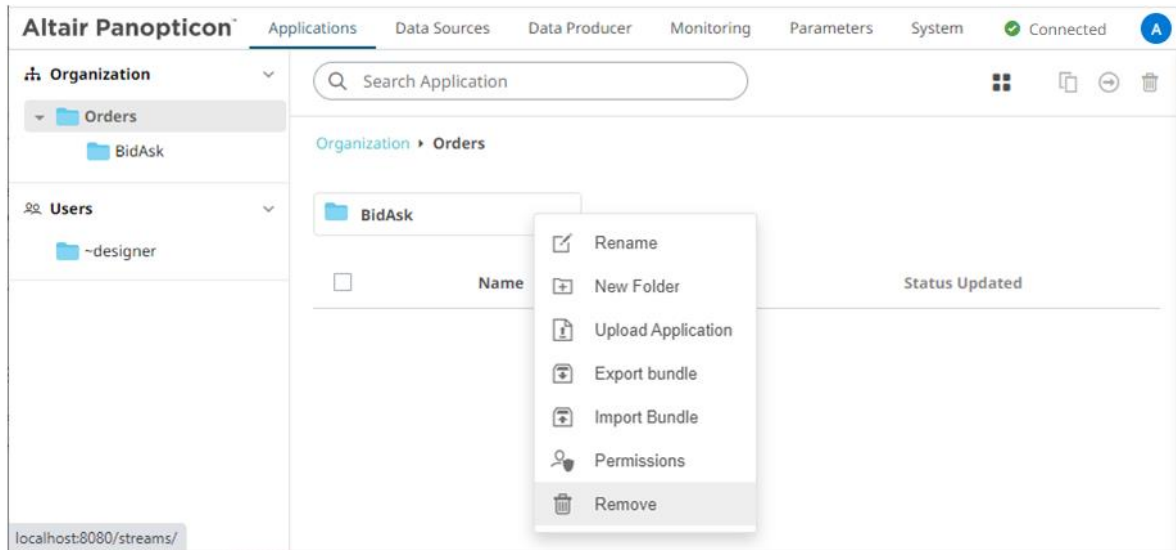 Altair Panopticon™ Applications Data Sources Data Producer Monitoring Parameters System Connected A
Organization
Search Application
Orders
BidAsk
Organization Orders
Users
BidAsk
~designer
Rename
Name Status Updated
New Folder
Upload Application
Export bundle
Import Bundle
Permissions
Remove
localhost:8080/streams/